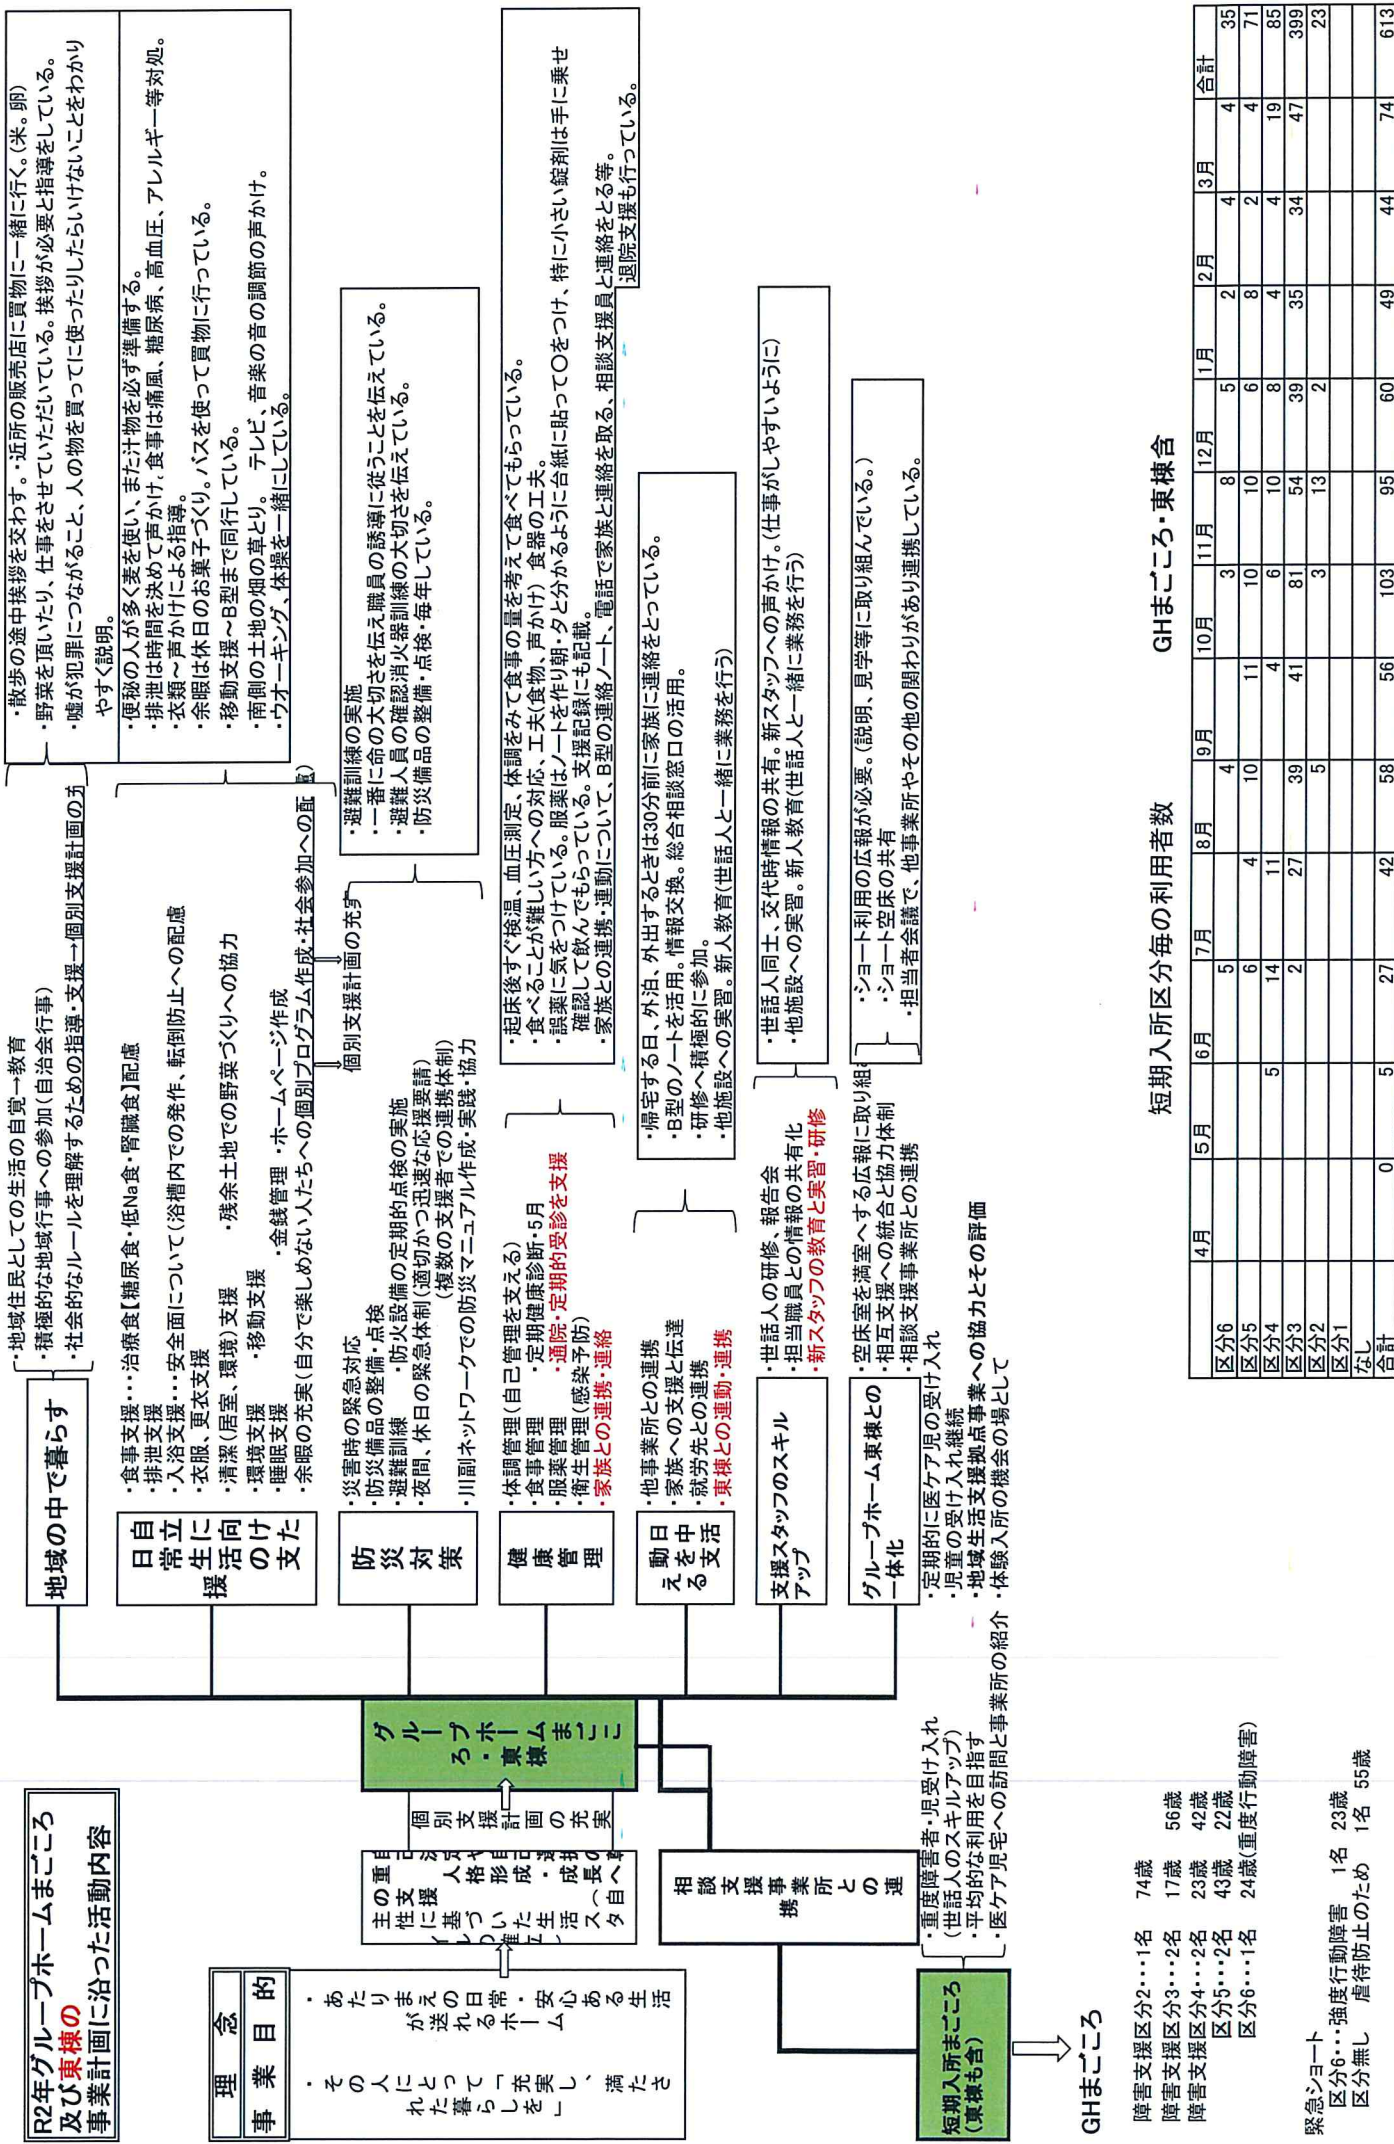 R2年グループホームまごころ
及び東棟の
事業計画に沿った活動内容
理　念
事 業 目 的
・あたりまえの日常・安心ある生活が送れるホーム
・その人にとって「充実し、満たされた暮らしを」
個別支援計画の充実
グループホームまごころ・東棟
相談支援事業所との連携
短期入所まごころ
(東棟も含)
・重度障害者・児受け入れ
(世話人のスキルアップ)
・平均的な利用を目指す
・医ケア児宅への訪問と事業所の紹介
・定期的に医ケア児の受け入れ
・児童の受け入れ継続
・地域生活支援拠点事業への協力とその評価
・体験入所の機会の場として
地域の中で暮らす
・地域住民としての生活の自覚→教育
・積極的な地域行事への参加(自治会行事)
・社会的なルールを理解するための指導・支援→個別支援計画の充
・散歩の途中挨拶を交わす。・近所の販売店に買物に一緒に行く。(米。卵)
・野菜を頂いたり、仕事をさせていただいている。挨拶が必要と指導をしている。
・嘘が犯罪につながること、人の物を買ってに使ったりしたらいけないことをわかり
やすく説明。
日常生活の自立に向けた支援
・食事支援･･･治療食【糖尿食・低Na食・腎臓食】配慮
・排泄支援
・入浴支援･･･安全面について(浴槽内での発作、転倒防止への配慮
・衣服、更衣支援
・清潔(居室、環境)支援　・残余土地での野菜づくりへの協力
・環境支援　・移動支援
・睡眠支援　・金銭管理　・ホームページ作成
・余暇の充実(自分で楽しめない人たちへの個別プログラム作成・社会参加への配慮)
・便秘の人が多く麦を使い、また汁物を必ず準備する。
・排泄は時間を決めて声かけ、食事は痛風、糖尿病、高血圧、アレルギー等対処。
・衣類～声かけによる指導。
・余暇は休日のお菓子づくり。バスを使って買物に行っている。
・移動支援～B型まで同行している。
・南側の土地の畑の草とり。　テレビ、音楽の音の調節の声かけ。
・ウオーキング、体操を一緒にしている。
個別支援計画の充実
防災対策
・災害時の緊急対応
・防災備品の整備・点検
・避難訓練　・防火設備の定期的点検の実施
・夜間、休日の緊急体制(適切かつ迅速な応援要請)
(複数の支援者での連携体制)
・川副ネットワークでの防災マニュアル作成・実践・協力
・避難訓練の実施
・一番に命の大切さを伝え職員の誘導に従うことを伝えている。
・避難人員の確認消火器訓練の大切さを伝えている。
・防災備品の整備・点検・毎年している。
健康管理
・体調管理(自己管理を支える)
・食事管理　・定期健康診断・5月
・服薬管理　・通院・定期的受診を支援
・衛生管理(感染予防)
・家族との連携・連絡
・起床後すぐ検温、血圧測定、体調をみて食事の量を考えて食べてもらっている。
・食べることが難しい方への対応、工夫(食物、声かけ) 食器の工夫。
・誤薬に気をつけている。服薬はノートを作り朝・夕と分かるように台紙に貼って〇をつけ、特に小さい錠剤は手に乗せ
確認して飲んでもらっている。支援記録にも記載。
・家族との連携・連動について、B型の連絡ノート、電話で家族と連絡を取る、相談支援員と連絡をとる等。
退院支援も行っている。
日中活動を支える
・他事業所との連携
・家族への支援と伝達
・就労先との連携
・東棟との連動・連携
・帰宅する日、外泊、外出するときは30分前に家族に連絡をとっている。
・B型のノートを活用。情報交換。総合相談窓口の活用。
・研修へ積極的に参加。
・他施設への実習。新人教育(世話人と一緒に業務を行う)
支援スタッフのスキル
アップ
・世話人の研修、報告会
・担当職員との情報の共有化
・新スタッフの教育と実習・研修
・世話人同士、交代時情報の共有。新スタッフへの声かけ。(仕事がしやすいように)
・他施設への実習。新人教育(世話人と一緒に業務を行う)
グループホーム東棟との
一体化
・空床室を満室へする広報に取り組む
・相互支援への統合と協力体制
・相談支援事業所との連携
・ショート利用の広報が必要。(説明、見学等に取り組んでいる。)
・ショート空床の共有
・担当者会議で、他事業所やその他の関わりがあり連携している。
GHまごころ
障害支援区分2･･･1名　74歳
障害支援区分3･･･2名　17歳　56歳
障害支援区分4･･･2名　23歳　42歳
区分5･･･2名　43歳　22歳
区分6･･･1名　24歳(重度行動障害)
緊急ショート
区分6･･･強度行動障害　1名　23歳
区分無し　虐待防止のため　1名　55歳
短期入所区分毎の利用者数　GHまごころ・東棟含
4月 5月 6月 7月 8月 9月 10月 11月 12月 1月 2月 3月 合計
区分6 5 4 3 8 5 2 4 4 35
区分5 6 4 10 11 10 10 6 8 2 4 71
区分4 5 14 11 4 6 10 8 4 4 19 85
区分3 2 27 39 41 81 54 39 35 34 47 399
区分2 5 3 13 2 23
区分1
なし
合計 0 5 27 42 58 56 103 95 60 49 44 74 613